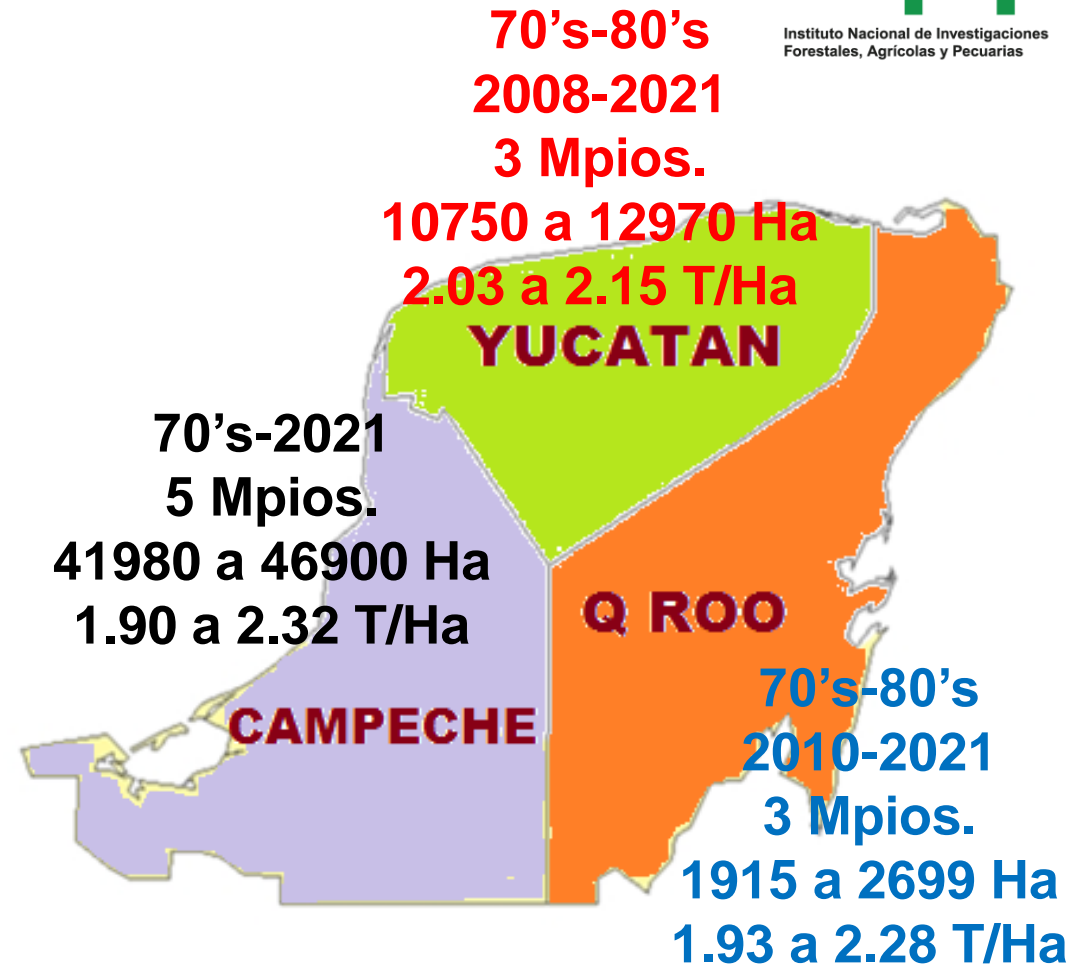 Instituto Nacional de Investigaciones
Forestales, Agrícolas y Pecuarias
70’s-80’s
2008-2021
3 Mpios.
10750 a 12970 Ha
2.03 a 2.15 T/Ha
YUCATAN
70’s-2021
5 Mpios.
41980 a 46900 Ha
1.90 a 2.32 T/Ha
CAMPECHE
Q ROO
70’s-80’s
2010-2021
3 Mpios.
1915 a 2699 Ha
1.93 a 2.28 T/Ha